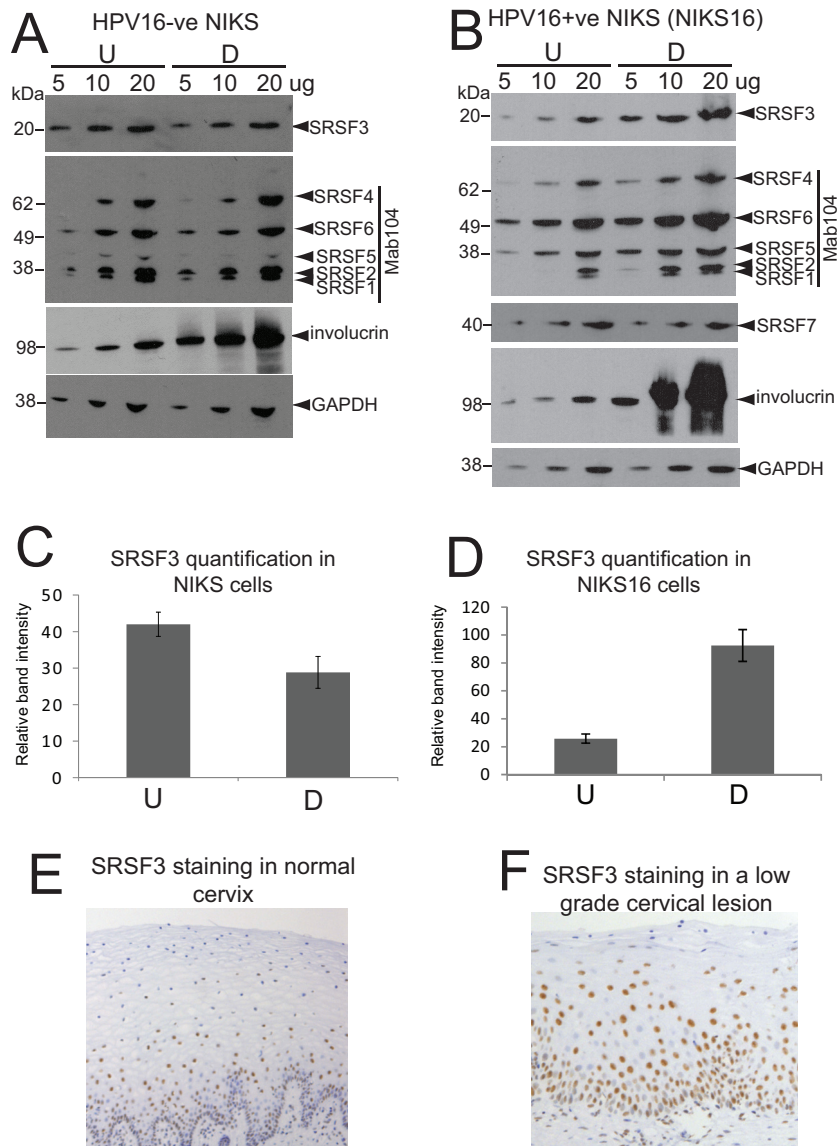 A
HPV16-ve NIKS
U D
5 10 20 5 10 20 ug
kDa
20
SRSF3
62
49
38
SRSF4
SRSF6
SRSF5
SRSF2
SRSF1
Mab104
98
involucrin
38
GAPDH
B
HPV16+ve NIKS (NIKS16)
U D
5 10 20 5 10 20 ug
kDa
20
SRSF3
62
49
38
SRSF4
SRSF6
SRSF5
SRSF2
SRSF1
Mab104
40
SRSF7
98
involucrin
38
GAPDH
C
SRSF3 quantification in
NIKS cells
Relative band intensity
50
40
30
20
10
0
U D
D
SRSF3 quantification in
NIKS16 cells
Relative band intensity
120
100
80
60
40
20
0
U D
E
SRSF3 staining in normal
cervix
F
SRSF3 staining in a low
grade cervical lesion